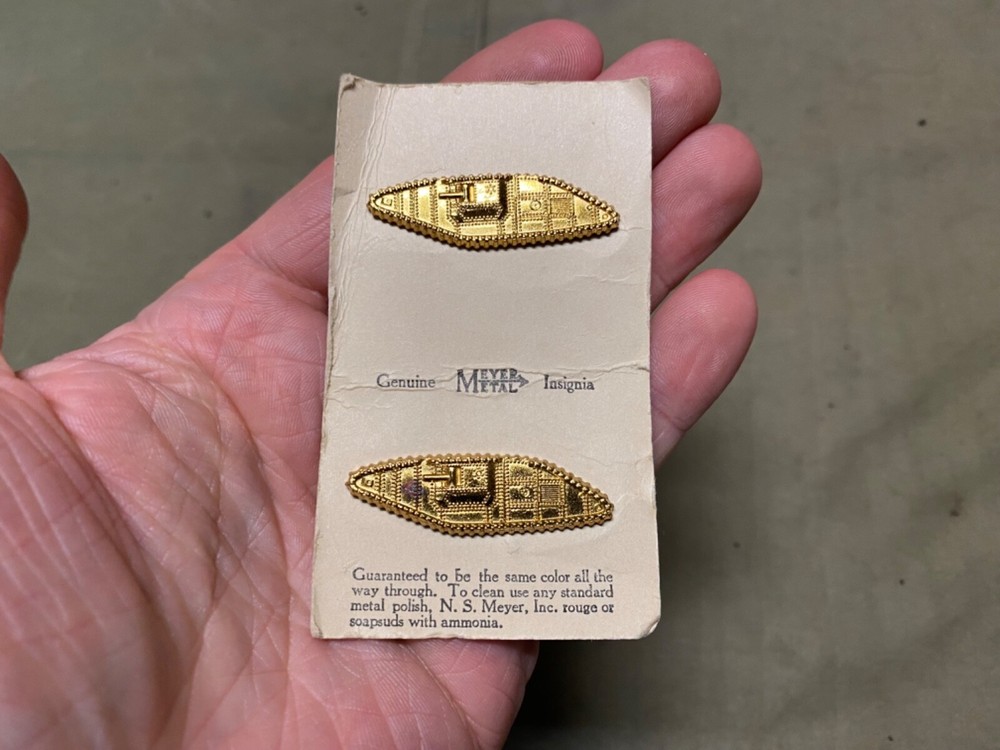 Genuine MEYER METAL Insignia
Guaranteed to be the same color all the
way through. To clean use any standard
metal polish, N. S. Meyer, Inc. rouge or
soapsuds with ammonia.